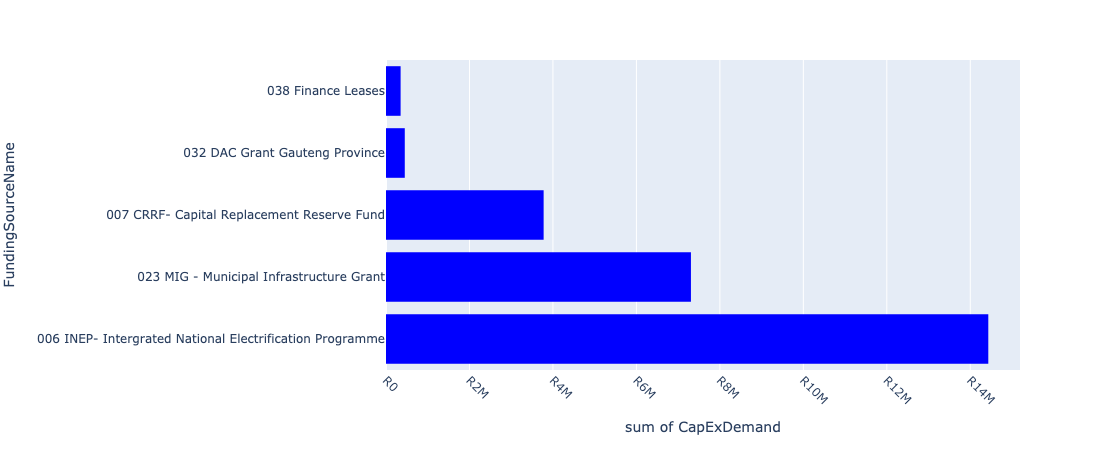 038 Finance Leases
032 DAC Grant Gauteng Province
007 CRRF- Capital Replacement Reserve Fund
023 MIG - Municipal Infrastructure Grant
006 INEP- Intergrated National Electrification Programme
FundingSourceName
R0
R2M
R4M
R6M
R8M
R10M
R12M
R14M
sum of CapExDemand